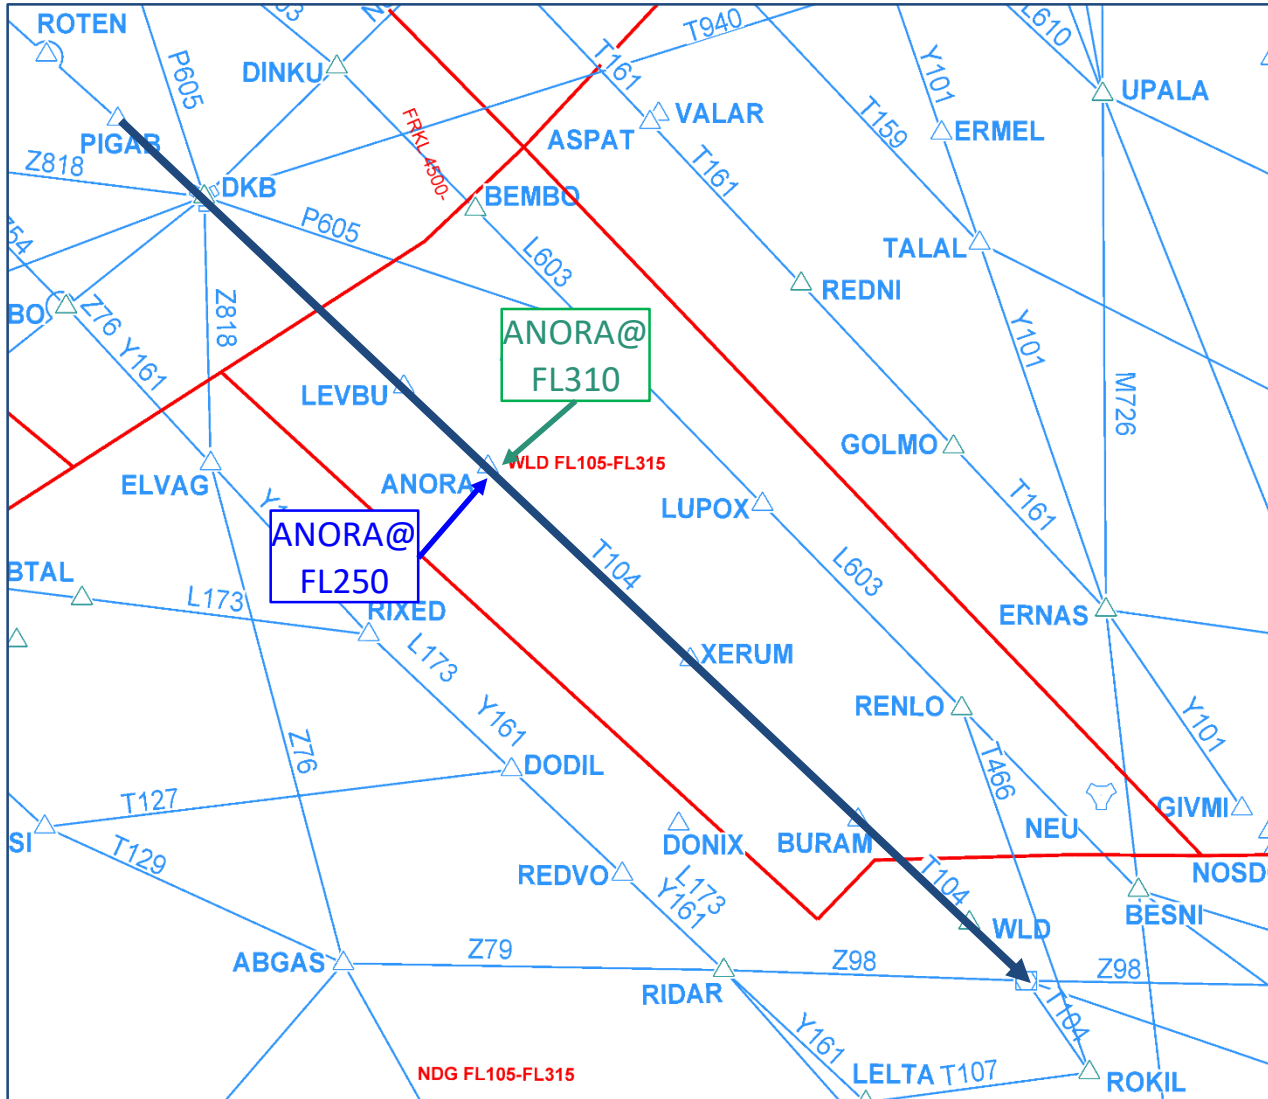 ROTEN
P605
T940
L610
DINKU
T161
Y101
UPALA
FRKL 4500-
VALAR
ASPAT
T159
ERMEL
PIGAB
Z818
DKB
T161
BEMBO
P605
TALAL
L603
REDNI
BO
Z76
Y161
Z818
ANORA@
FL310
Y101
LEVBU
M726
GOLMO
ELVAG
ANORA
WLD FL105-FL315
LUPOX
T161
ANORA@
FL250
T104
L603
BTAL
L173
RIXED
ERNAS
L173
XERUM
Y161
RENLO
Y101
Z76
DODIL
T466
T127
GIVMI
SI
T129
DONIX
BURAM
NEU
REDVO
L173
Y161
T104
NOSD
BESNI
WLD
ABGAS
Z79
Z98
Z98
RIDAR
T104
Y161
NDG FL105-FL315
LELTA
T107
ROKIL